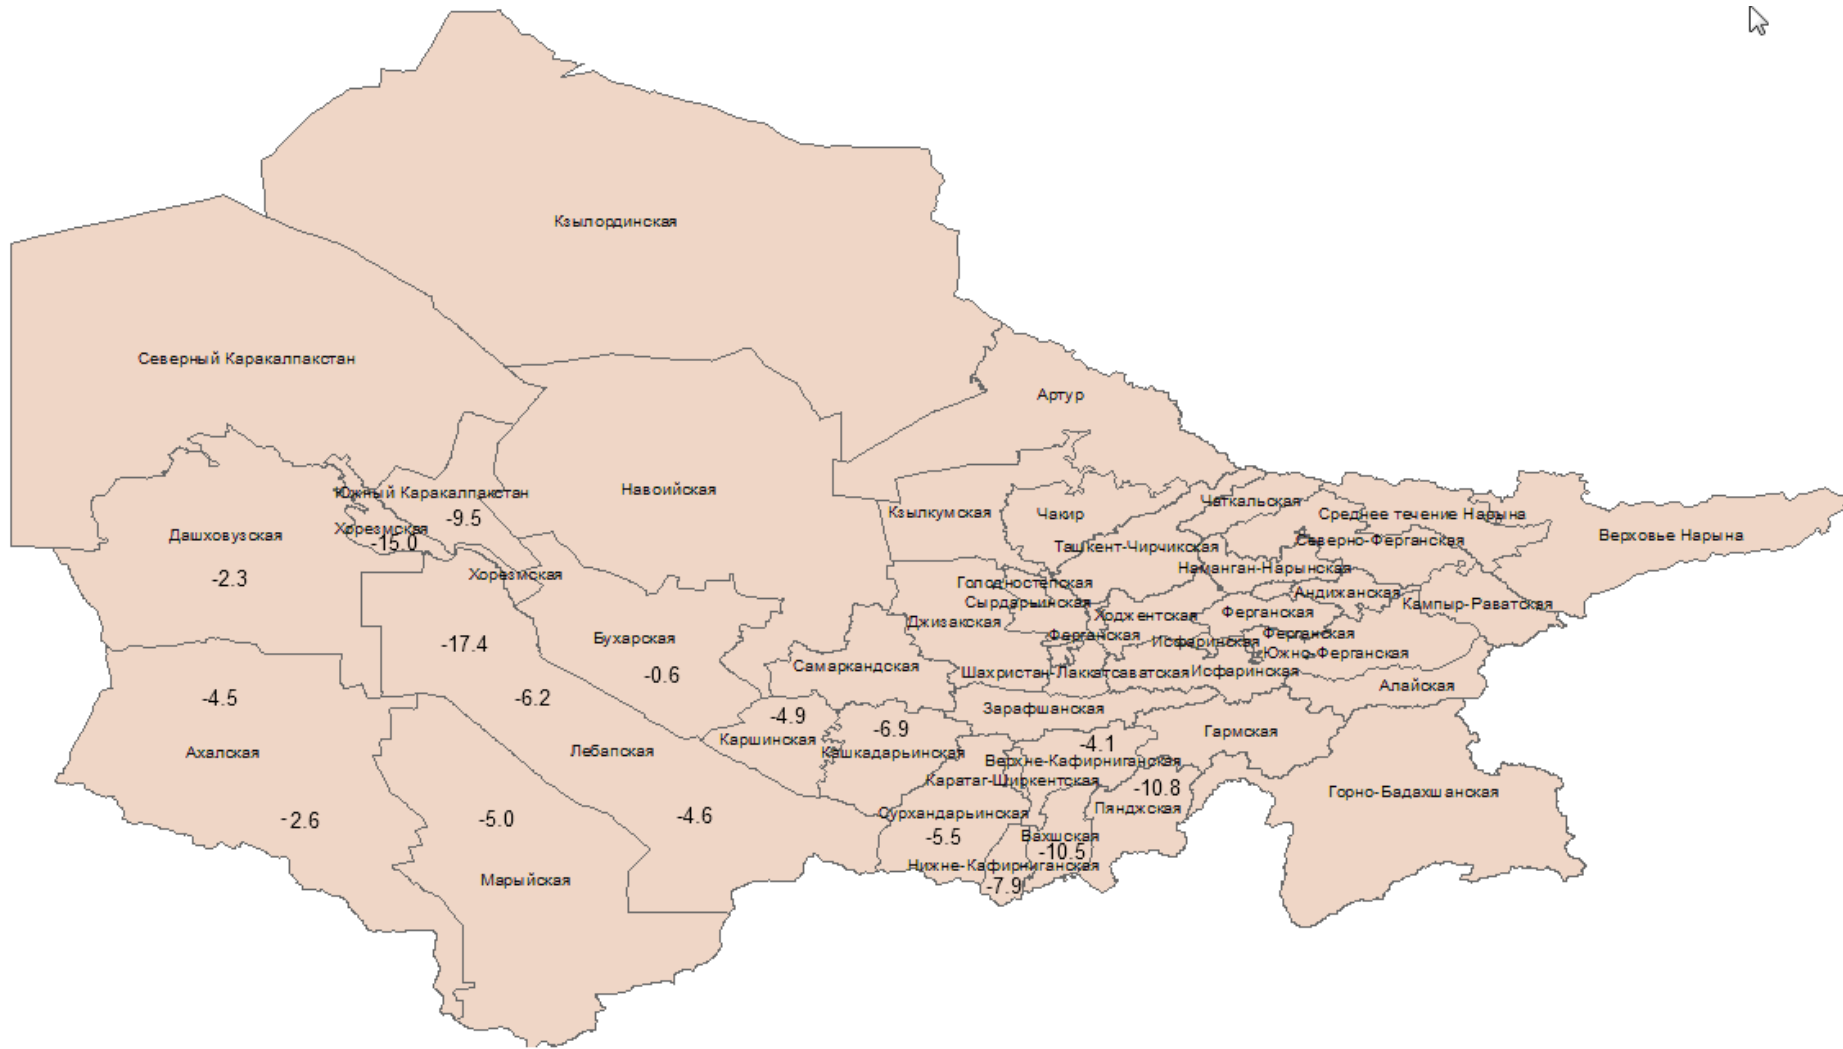 Кзылординская
Северный Каракалпакстан
Артур
Навоийская
Южный Каракалпакстан
-9.5
Хорезмская
-15.0
Дашховузская
-2.3
Хорезмская
Кзылкумская
Чакир
Чаткальская
Среднее течение Нарына
Верховье Нарына
Северно-Ферганская
Ташкент-Чирчикская
Наманган-Нарынская
Голодностепская
Сырдарьинская
Андижанская
Кампыр-Раватская
Джизакская
Ходжентская
Ферганская
Ферганская
Исфаринская
Ферганская
Южно-Ферганская
-17.4
Бухарская
-0.6
Самаркандская
Шахристан-Лаккатсаватская
Исфаринская
Алайская
-4.5
-6.2
Зарафшанская
-4.9
Каршинская
-6.9
Кашкадарьинская
-4.1
Верхне-Кафирниганская
Гармская
Ахалская
Лебапская
Каратаг-Ширкентская
-10.8
Пянджская
Горно-Бадахшанская
-2.6
-5.0
-4.6
Сурхандарьинская
-5.5
Вахшская
-10.5
Нижне-Кафирниганская
-7.9
Марыйская